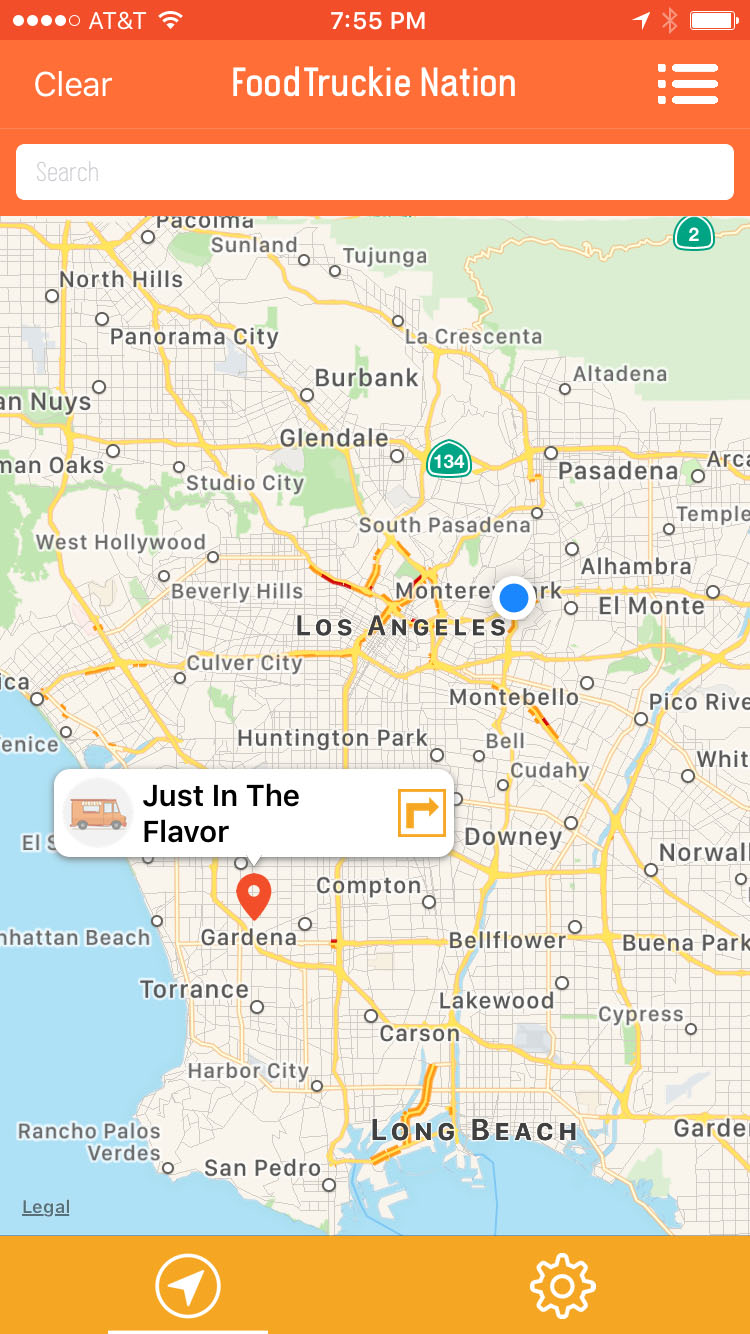 AT&T 7:55 PM
Clear FoodTruckie Nation
Search
Pacoima
2
Sunland
Tujunga
North Hills
Panorama City
La Crescenta
Burbank
Altadena
an Nuys
Glendale
134
man Oaks
Pasadena
Arca
Studio City
South Pasadena
Temple
West Hollywood
Alhambra
Beverly Hills
El Monte
LOS ANGELES
Culver City
ica
Montebello
Pico Rive
enice
Huntington Park
Bell
Whit
Cudahy
Just In The
Flavor
El S
Downey
Norwal
Compton
nhattan Beach
Gardena
Bellflower
Buena Park
Torrance
Lakewood
Cypress
Carson
Harbor City
LONG BEACH
Rancho Palos
Verdes
Garde
San Pedro
Legal